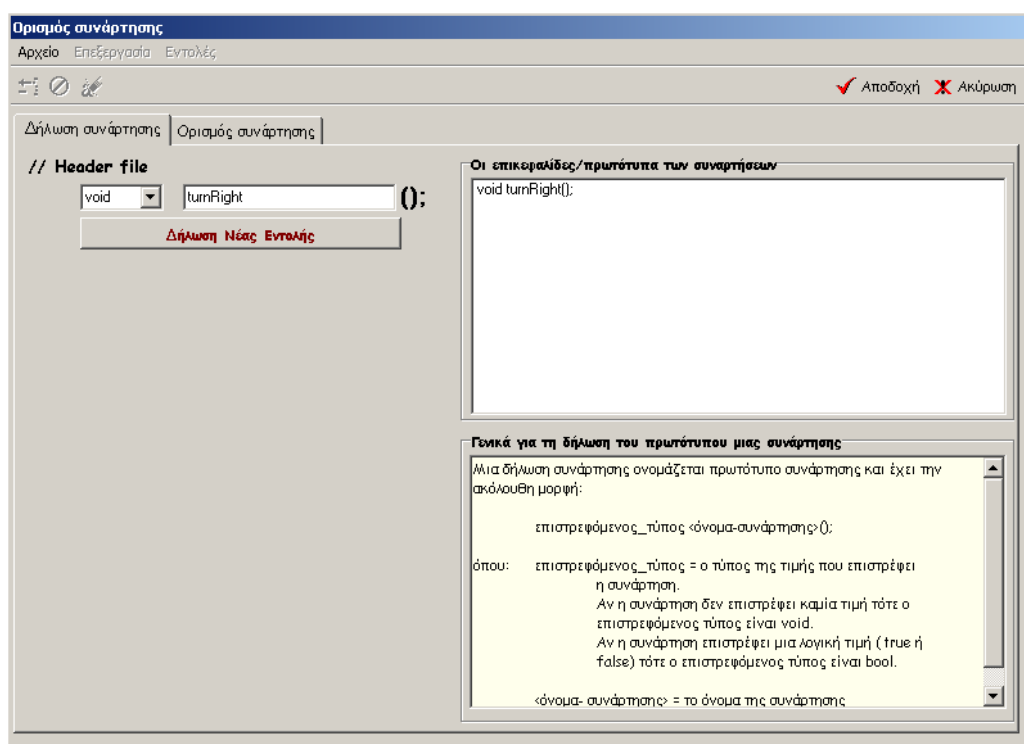 Ορισμός συνάρτησης
Αρχείο Επεξεργασία Εντολές
Αποδοχή Ακύρωση
Δήλωση συνάρτησης Ορισμός συνάρτησης
// Header file
void turnRight ();
Δήλωση Νέας Εντολής
Οι επικεφαλίδες/πρωτότυπα των συναρτήσεων
void turnRight();
Γενικά για τη δήλωση του πρωτότυπου μιας συνάρτησης
Μια δήλωση συνάρτησης ονομάζεται πρωτότυπο συνάρτησης και έχει την
ακόλουθη μορφή:
επιστρεφόμενος_τύπος <όνομα-συνάρτησης>();
όπου: επιστρεφόμενος_τύπος = ο τύπος της τιμής που επιστρέφει
η συνάρτηση.
Αν η συνάρτηση δεν επιστρέφει καμία τιμή τότε ο
επιστρεφόμενος τύπος είναι void.
Αν η συνάρτηση επιστρέφει μια λογική τιμή ( true ή
false) τότε ο επιστρεφόμενος τύπος είναι bool.
<όνομα- συνάρτησης> = το όνομα της συνάρτησης